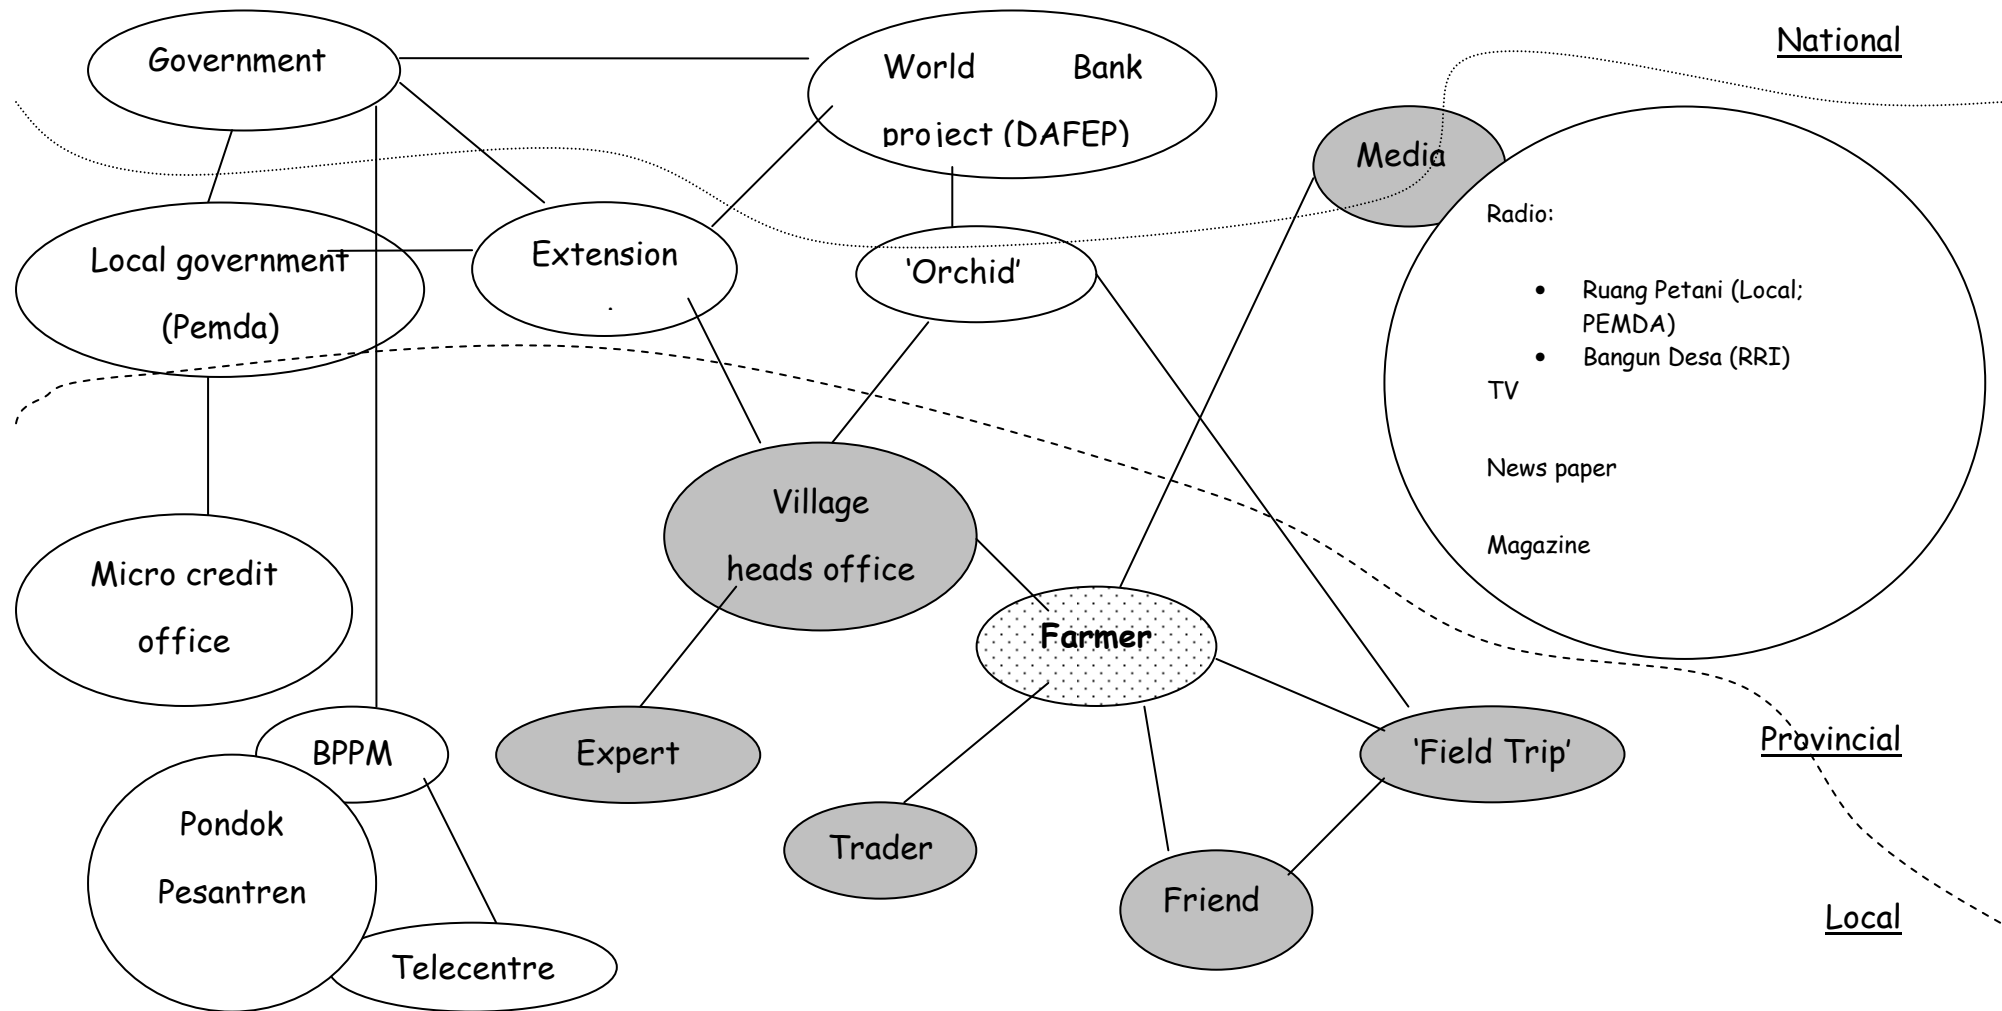 Government
World Bank
project (DAFEP)
National
Media
Local government
(Pemda)
Extension
‘Orchid’
Radio:
• Ruang Petani (Local;
PEMDA)
• Bangun Desa (RRI)
TV
News paper
Magazine
Village
heads office
Micro credit
office
Farmer
BPPM
Expert
‘Field Trip’
Provincial
Pondok
Pesantren
Trader
Friend
Local
Telecentre